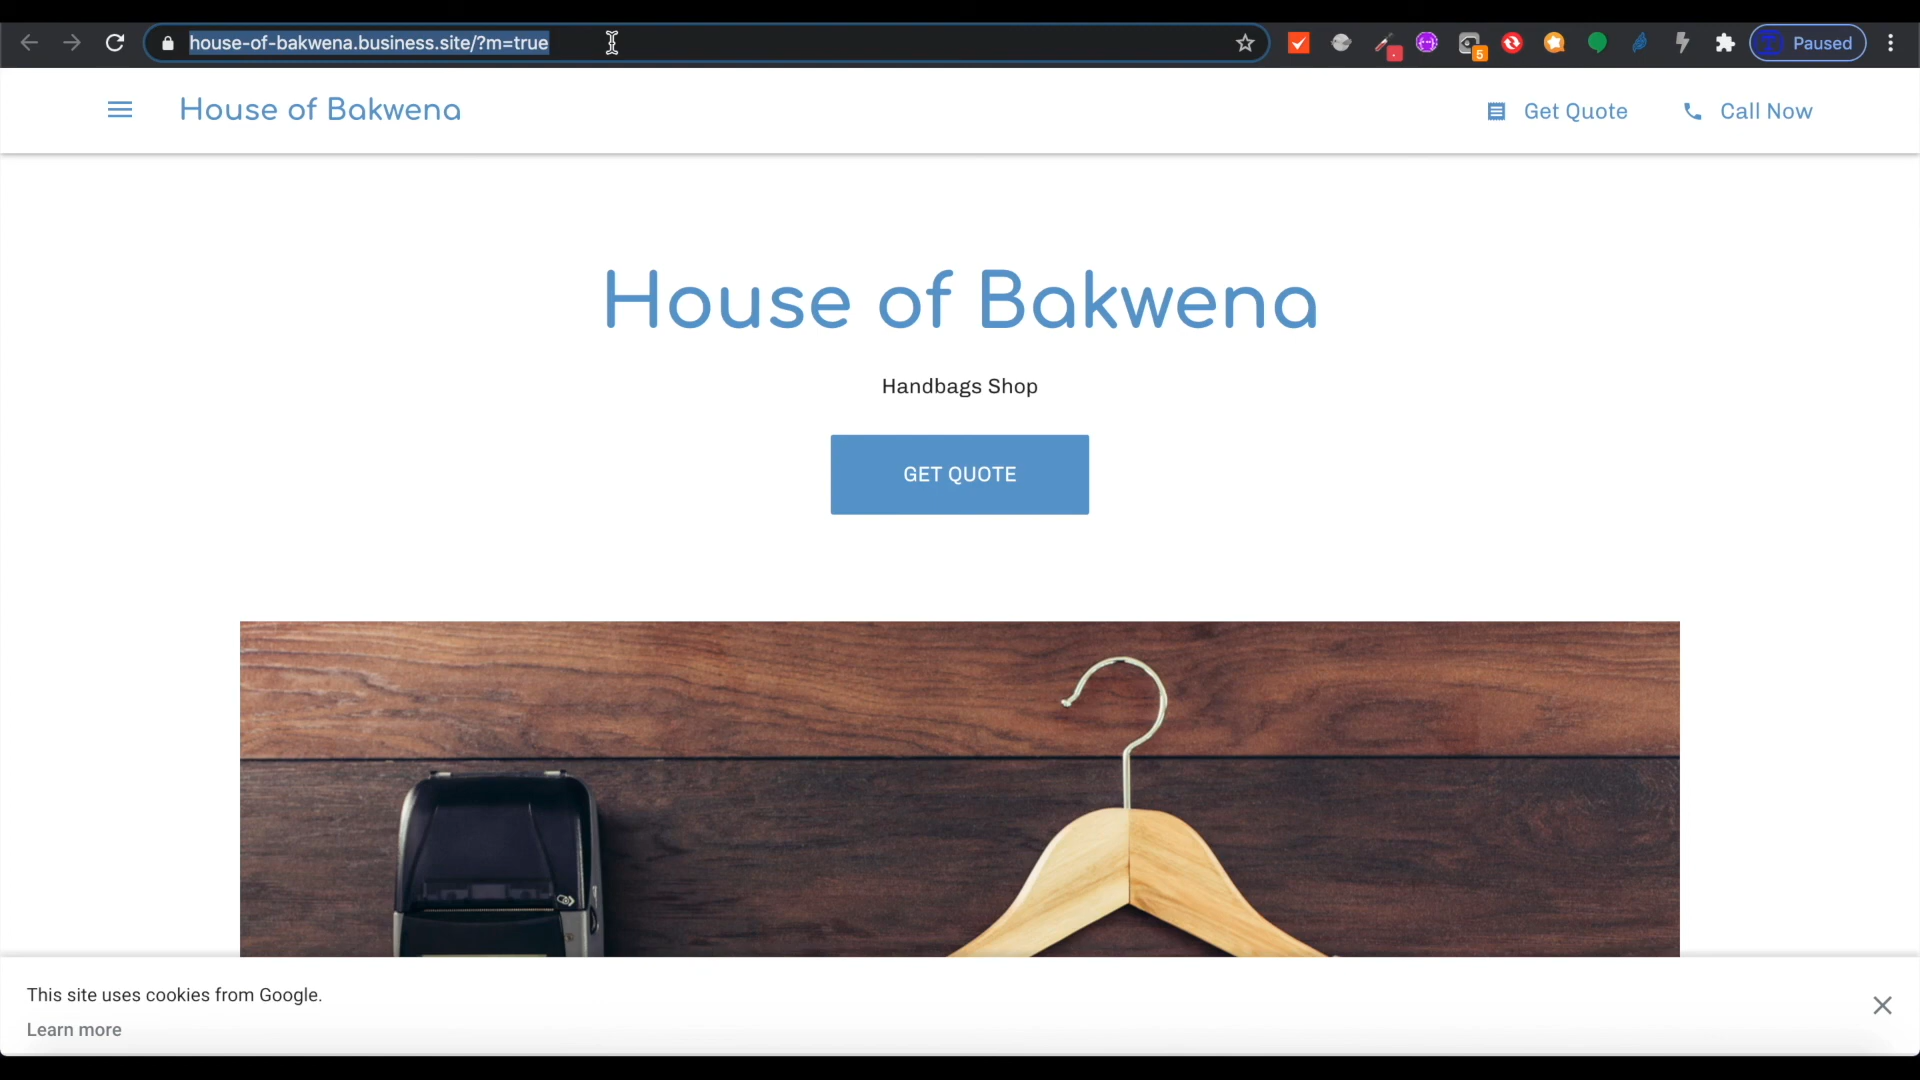 house-of-bakwena.business.site/?m=true
5
Paused
House of Bakwena
Get Quote
Call Now
House of Bakwena
Handbags Shop
GET QUOTE
This site uses cookies from Google.
Learn more